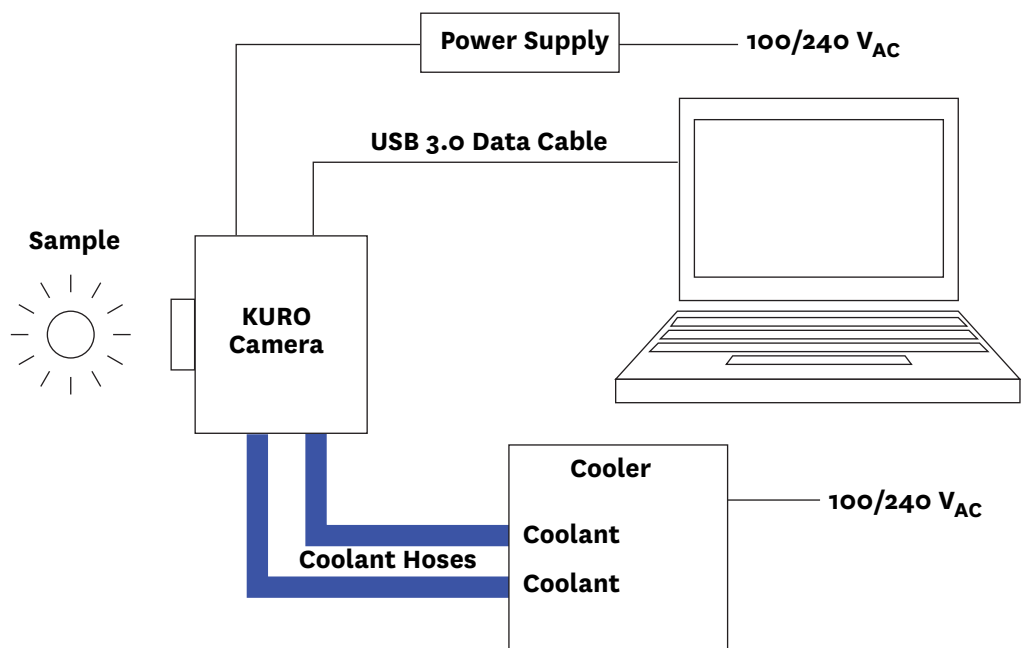 Power Supply
100/240 VAC
USB 3.0 Data Cable
Sample
KURO
Camera
Cooler
100/240 VAC
Coolant
Coolant Hoses
Coolant